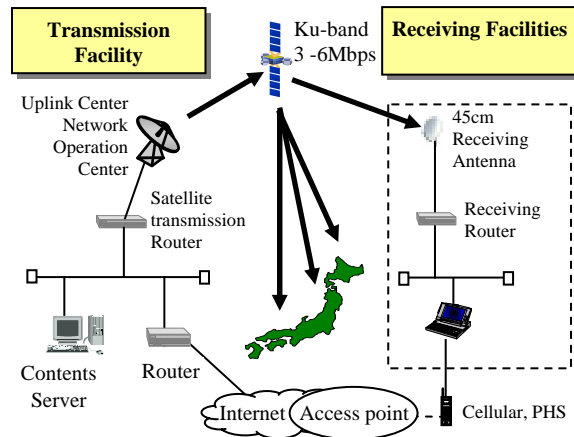 Transmission
Facility
Ku-band
3 -6Mbps
Receiving Facilities
Uplink Center
Network
Operation
Center
45cm
Receiving
Antenna
Satellite
transmission
Router
Receiving
Router
Contents
Server
Router
Internet
Access point
Cellular, PHS